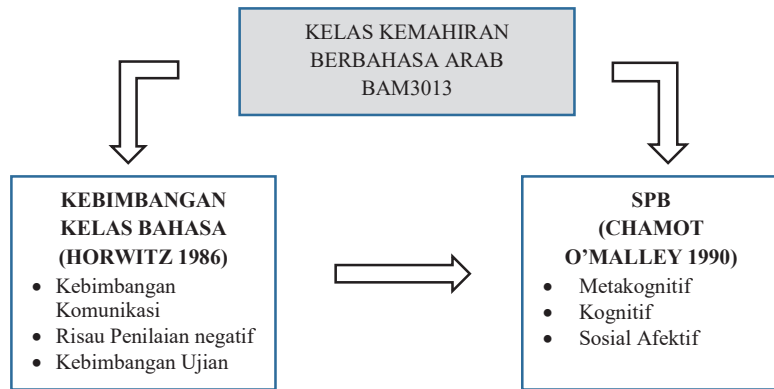 KELAS KEMAHIRAN
BERBAHASA ARAB
BAM3013
KEBIMBANGAN
KELAS BAHASA
(HORWITZ 1986)
• Kebimbangan
Komunikasi
• Risau Penilaian negatif
• Kebimbangan Ujian
SPB
(CHAMOT
O’MALLEY 1990)
• Metakognitif
• Kognitif
• Sosial Afektif